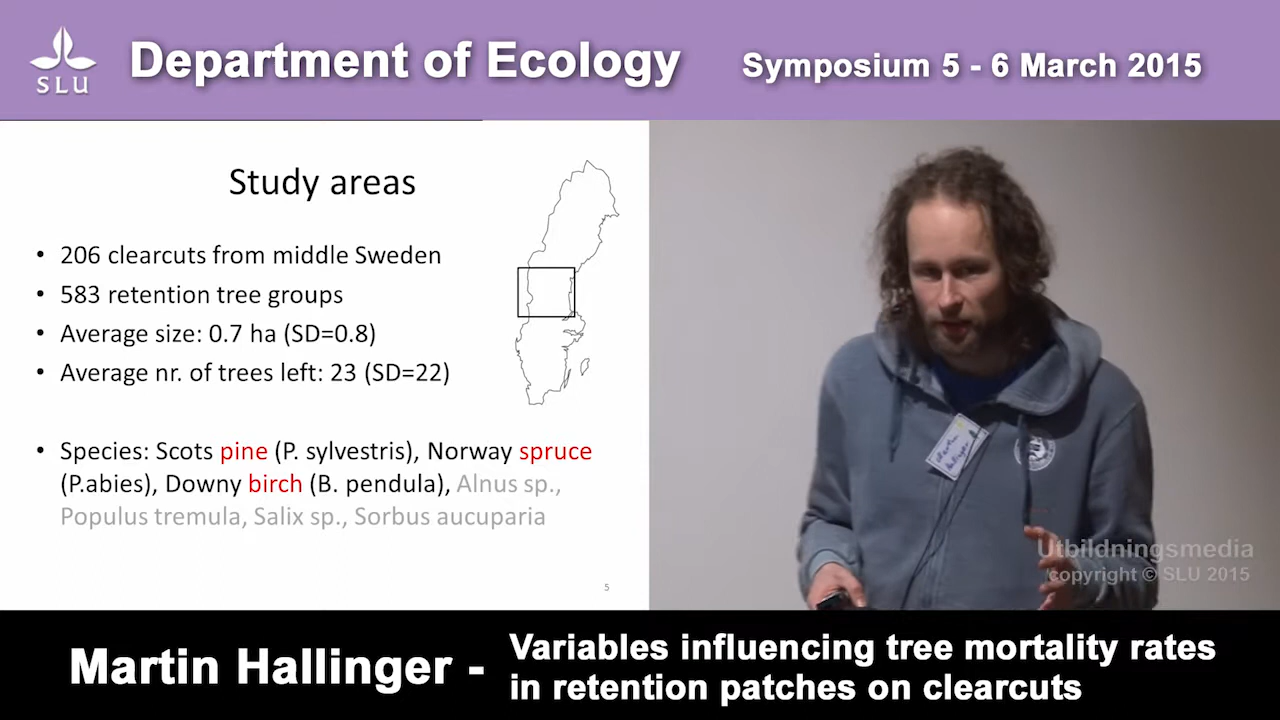 SLU
Department of Ecology
Symposium 5 - 6 March 2015
Study areas
• 206 clearcuts from middle Sweden
• 583 retention tree groups
• Average size: 0.7 ha (SD=0.8)
• Average nr. of trees left: 23 (SD=22)
• Species: Scots pine (P. sylvestris), Norway spruce
(P.abies), Downy birch (B. pendula), Alnus sp.,
Populus tremula, Salix sp., Sorbus aucuparia
5
Martin Hallinger
Utbildningsmedia
copyright © SLU 2015
Martin Hallinger -
Variables influencing tree mortality rates
in retention patches on clearcuts